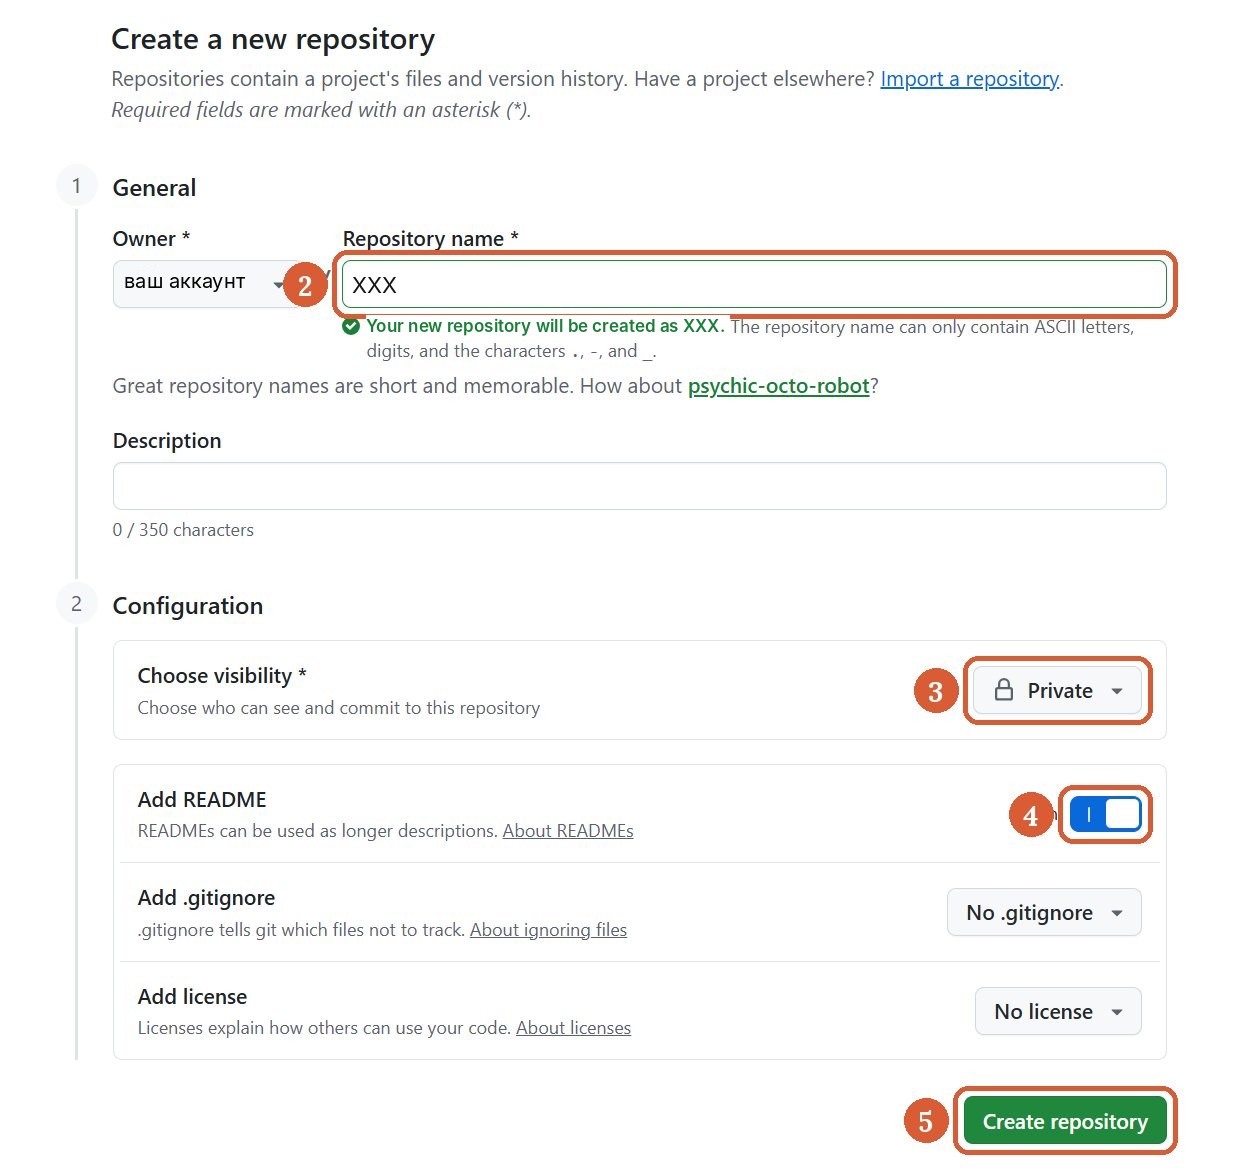 Create a new repository
Repositories contain a project's files and version history. Have a project elsewhere? Import a repository.
Required fields are marked with an asterisk (*).
1
General
Owner *
Repository name *
ваш аккаунт
2
XXX
Your new repository will be created as XXX. The repository name can only contain ASCII letters,
digits, and the characters ., -, and _.
Great repository names are short and memorable. How about psychic-octo-robot?
Description
0 / 350 characters
2
Configuration
Choose visibility *
Choose who can see and commit to this repository
3
Private
Add README
READMEs can be used as longer descriptions. About READMEs
4
Add .gitignore
.gitignore tells git which files not to track. About ignoring files
No .gitignore
Add license
Licenses explain how others can use your code. About licenses
No license
5
Create repository